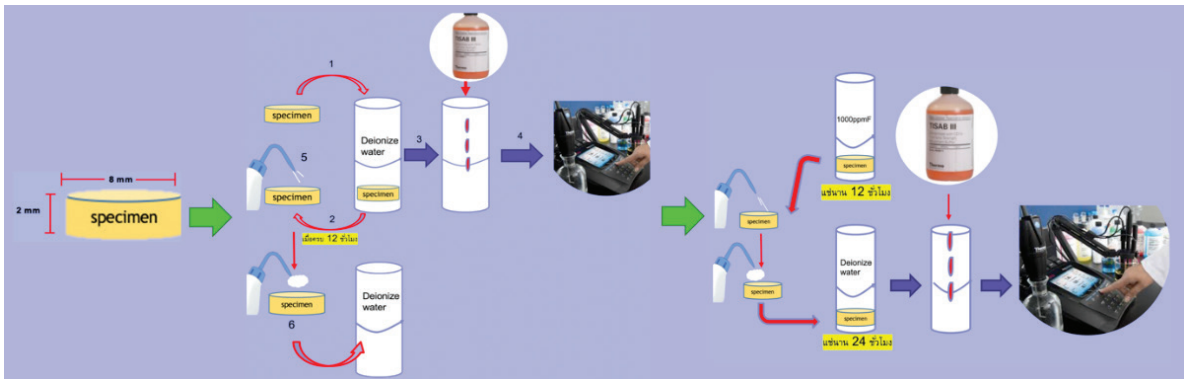 8 mm
2 mm
specimen
1
specimen
Deionize
water
specimen
5
specimen
2
เมื่อครบ 12 ชั่วโมง
specimen
6
Deionize
water
TISAB III
3
4
1000ppmF
specimen
แช่นาน 12 ชั่วโมง
specimen
specimen
Deionize
water
specimen
แช่นาน 24 ชั่วโมง
TISAB III